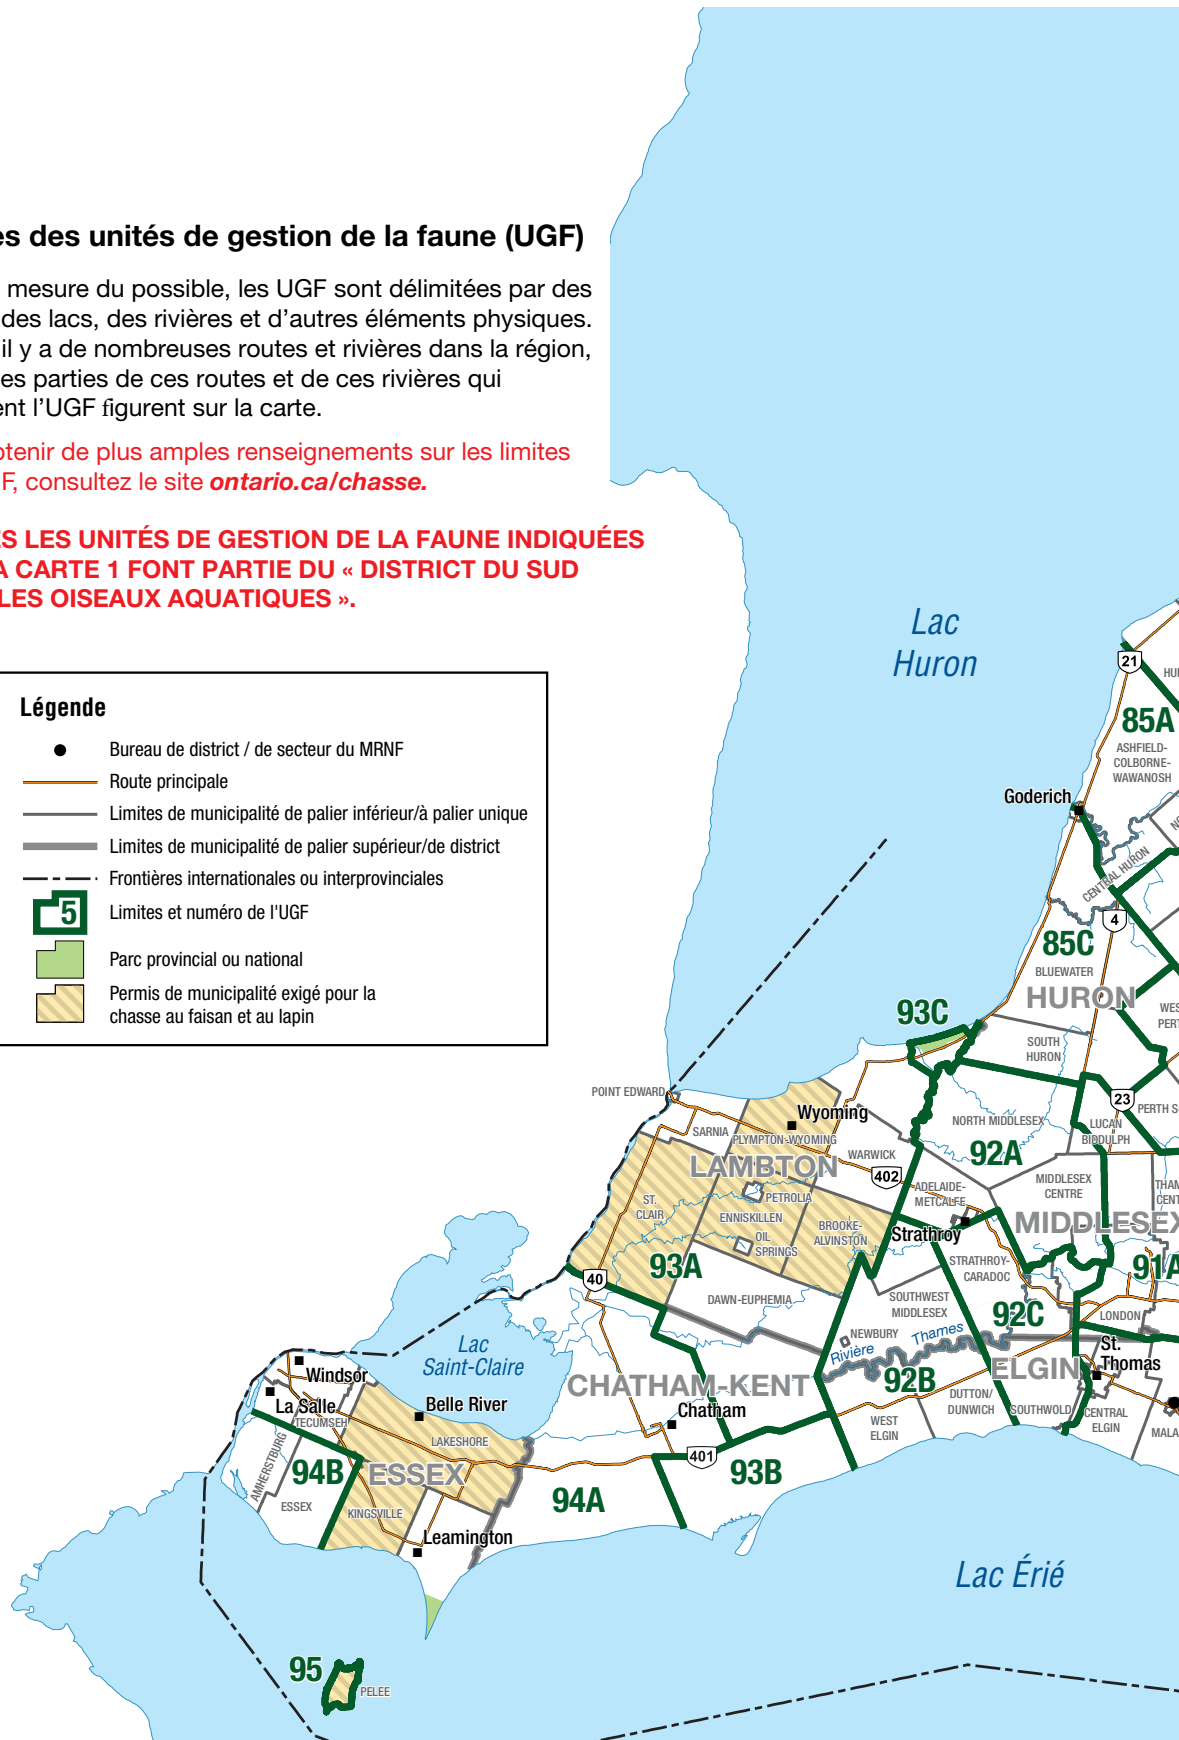 es des unités de gestion de la faune (UGF)
mesure du possible, les UGF sont délimitées par des
des lacs, des rivières et d'autres éléments physiques.
il y a de nombreuses routes et rivières dans la région,
es parties de ces routes et de ces rivières qui
ent l'UGF figurent sur la carte.
otenir de plus amples renseignements sur les limites
F, consultez le site ontario.ca/chasse.
ES LES UNITÉS DE GESTION DE LA FAUNE INDIQUÉES
A CARTE 1 FONT PARTIE DU « DISTRICT DU SUD
LES OISEAUX AQUATIQUES ».
Légende
Bureau de district / de secteur du MRNF
Route principale
Limites de municipalité de palier inférieur/à palier unique
Limites de municipalité de palier supérieur/de district
Frontières internationales ou interprovinciales
5
Limites et numéro de l'UGF
Parc provincial ou national
Permis de municipalité exigé pour la
chasse au faisan et au lapin
Lac
Huron
21
HU
85A
ASHFIELD-
COLBORNE-
WAWANOSH
Goderich
NO
CENTRAL HURON
4
85C
BLUEWATER
HURON
93C
WES
PERT
SOUTH
HURON
POINT EDWARD
23
PERTH S
Wyoming
SARNIA
PLYMPTON-WYOMING
NORTH MIDDLESEX
LUCAN
BIDDULPH
92A
WARWICK
LAMBTON
402
ADELAIDE-
METCALFE
MIDDLESEX
CENTRE
THAM
CENT
ST.
CLAIR
PETROLIA
ENNISKILLEN
OIL
SPRINGS
BROOKE-
ALVINSTON
Strathroy
MIDDLESEX
93A
40
STRATHROY-
CARADOC
91A
DAWN-EUPHEMIA
SOUTHWEST
MIDDLESEX
92C
LONDON
NEWBURY
Rivière Thames
Lac
Saint-Claire
St.
Thomas
ELGIN
Windsor
CHATHAM-KENT
92B
La Salle
Belle River
Chatham
DUTTON/
DUNWICH
SOUTHWOLD
CENTRAL
ELGIN
MALA
TECUMSEH
LAKESHORE
WEST
ELGIN
AMHERSTBURG
94B
ESSEX
401
93B
ESSEX
KINGSVILLE
94A
Leamington
Lac Érié
95
PELEE